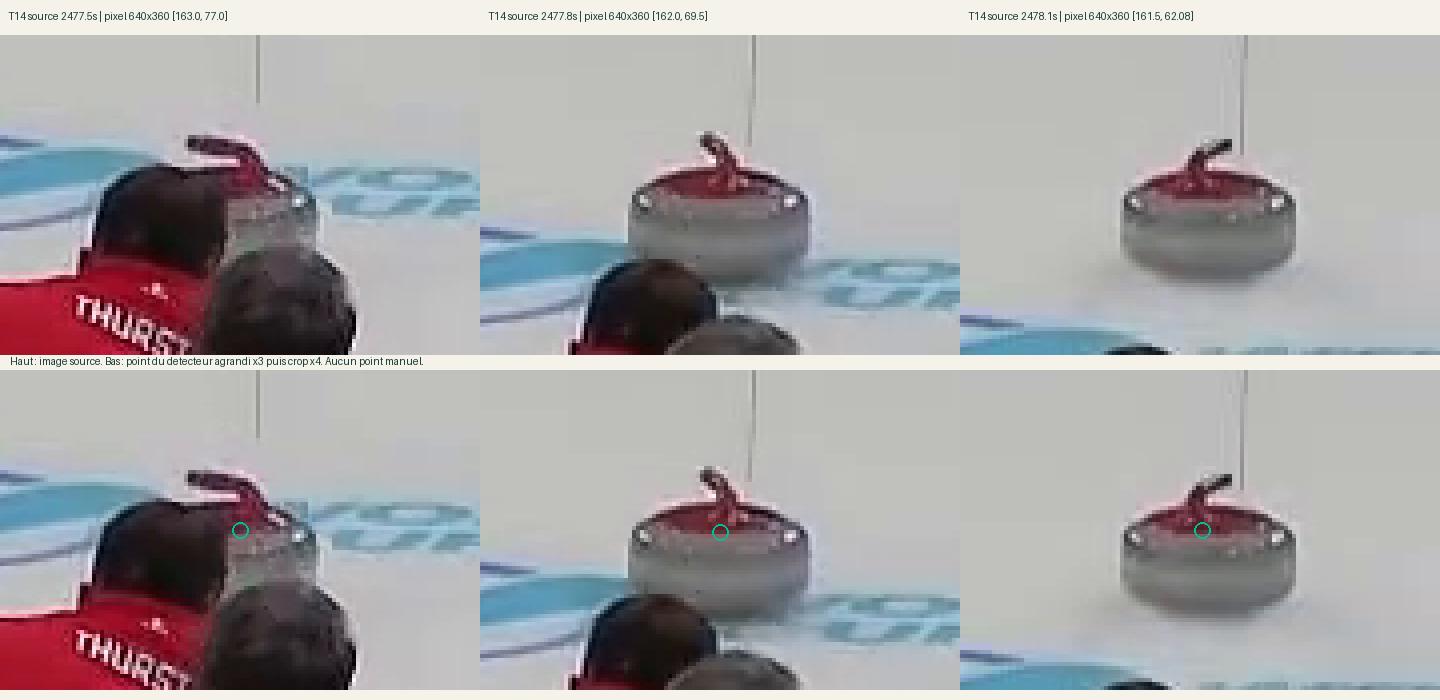 T14 source 2477.5s | pixel 640x360 [163.0, 77.0]
T14 source 2477.8s | pixel 640x360 [162.0, 69.5]
T14 source 2478.1s | pixel 640x360 [161.5, 62.08]
THURST
Haut: image source. Bas: point du detecteur agrandi x3 puis crop x4. Aucun point manuel.
THURST